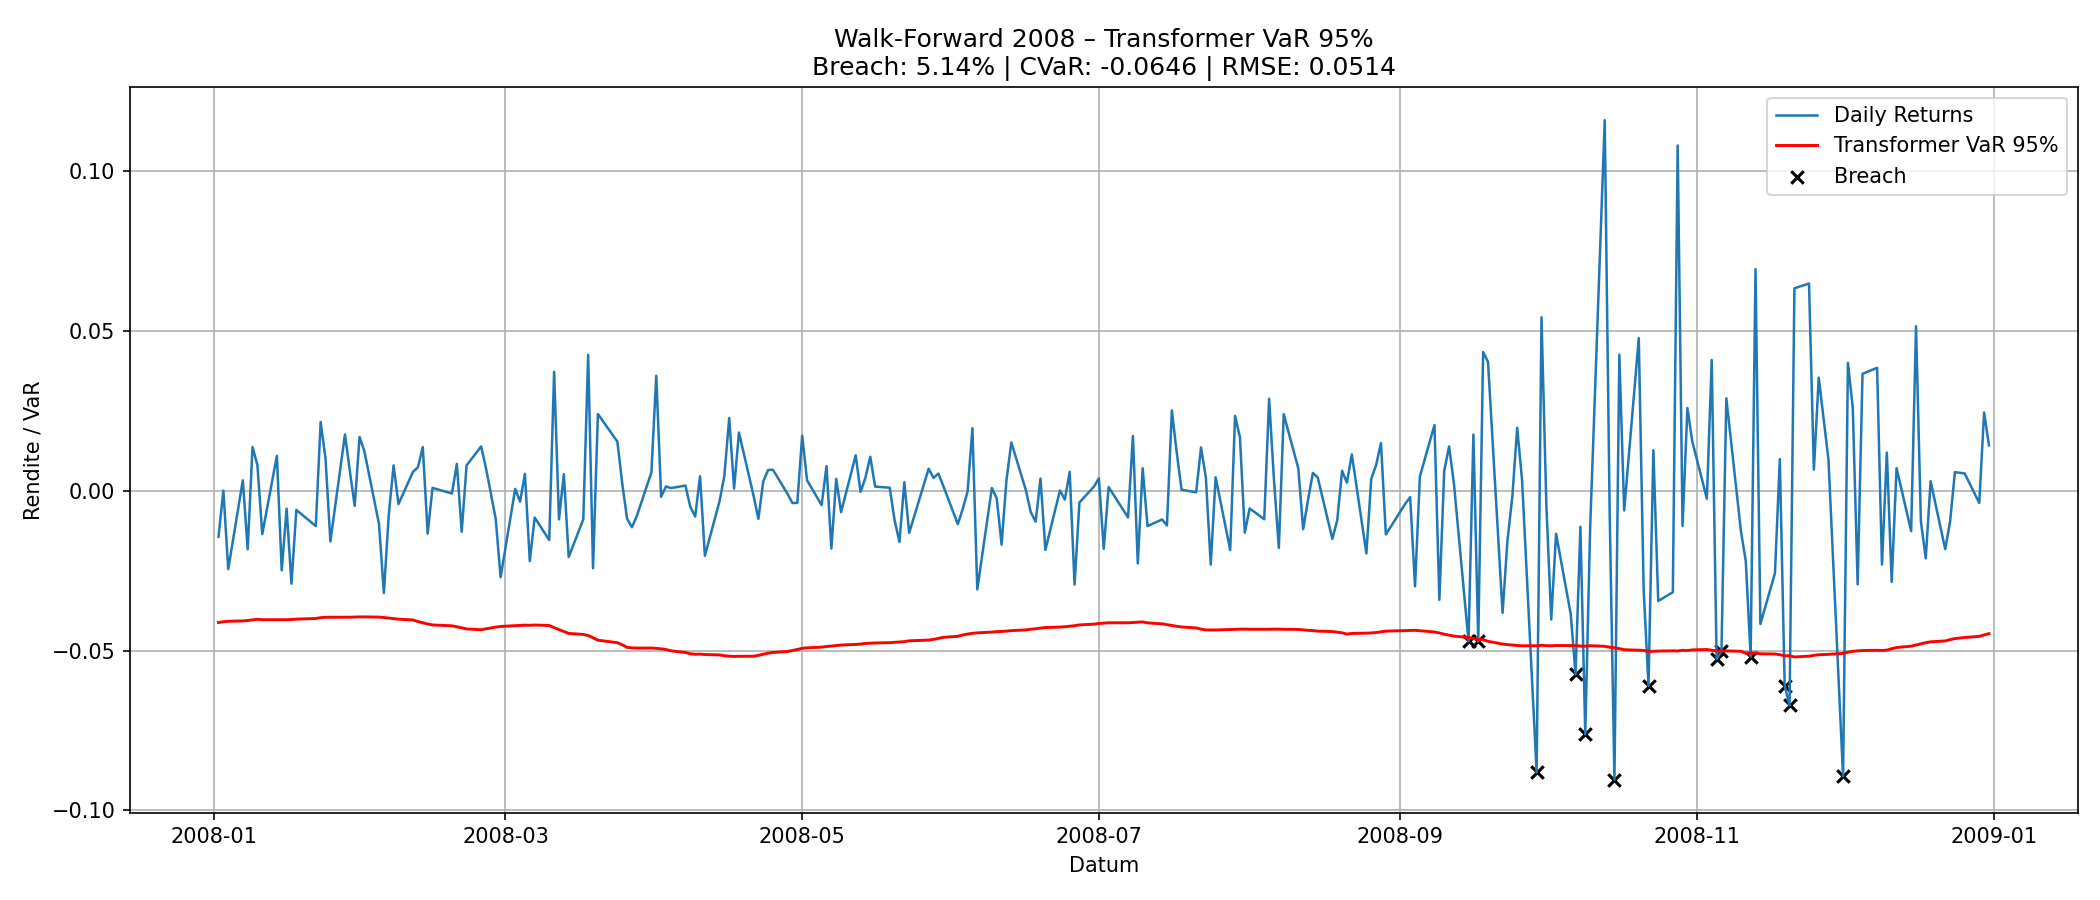 Walk-Forward 2008 – Transformer VaR 95%
Breach: 5.14% | CVaR: -0.0646 | RMSE: 0.0514
Daily Returns
Transformer VaR 95%
Breach
Rendite / VaR
0.10
0.05
0.00
−0.05
−0.10
2008-01
2008-03
2008-05
2008-07
2008-09
2008-11
2009-01
Datum